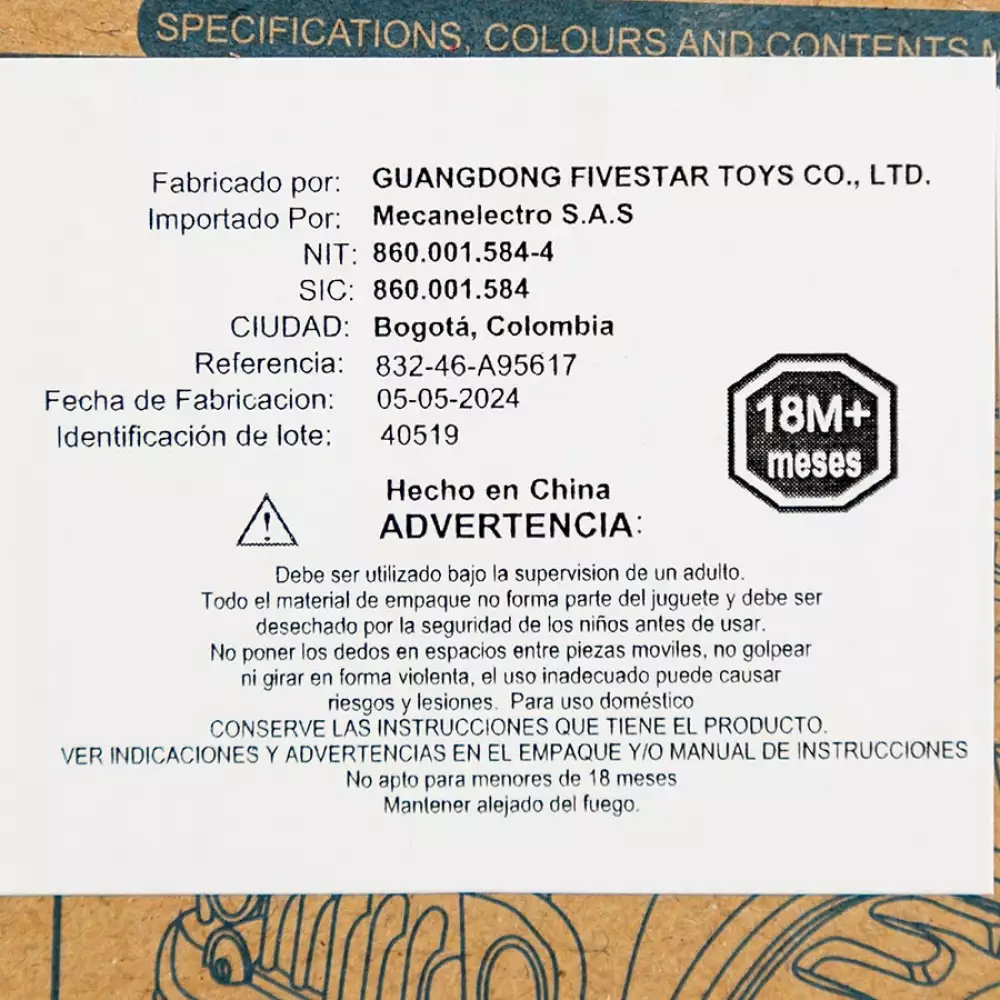 SPECIFICATIONS, COLOURS AND CONTENTS
Fabricado por: GUANGDONG FIVESTAR TOYS CO., LTD.
Importado Por: Mecanelectro S.A.S
NIT: 860.001.584-4
SIC: 860.001.584
CIUDAD: Bogotá, Colombia
Referencia: 832-46-A95617
Fecha de Fabricacion: 05-05-2024
Identificación de lote: 40519
18M+
meses
Hecho en China
ADVERTENCIA:
Debe ser utilizado bajo la supervision de un adulto.
Todo el material de empaque no forma parte del juguete y debe ser
desechado por la seguridad de los niños antes de usar.
No poner los dedos en espacios entre piezas moviles, no golpear
ni girar en forma violenta, el uso inadecuado puede causar
riesgos y lesiones. Para uso doméstico
CONSERVE LAS INSTRUCCIONES QUE TIENE EL PRODUCTO.
VER INDICACIONES Y ADVERTENCIAS EN EL EMPAQUE Y/O MANUAL DE INSTRUCCIONES
No apto para menores de 18 meses
Mantener alejado del fuego.